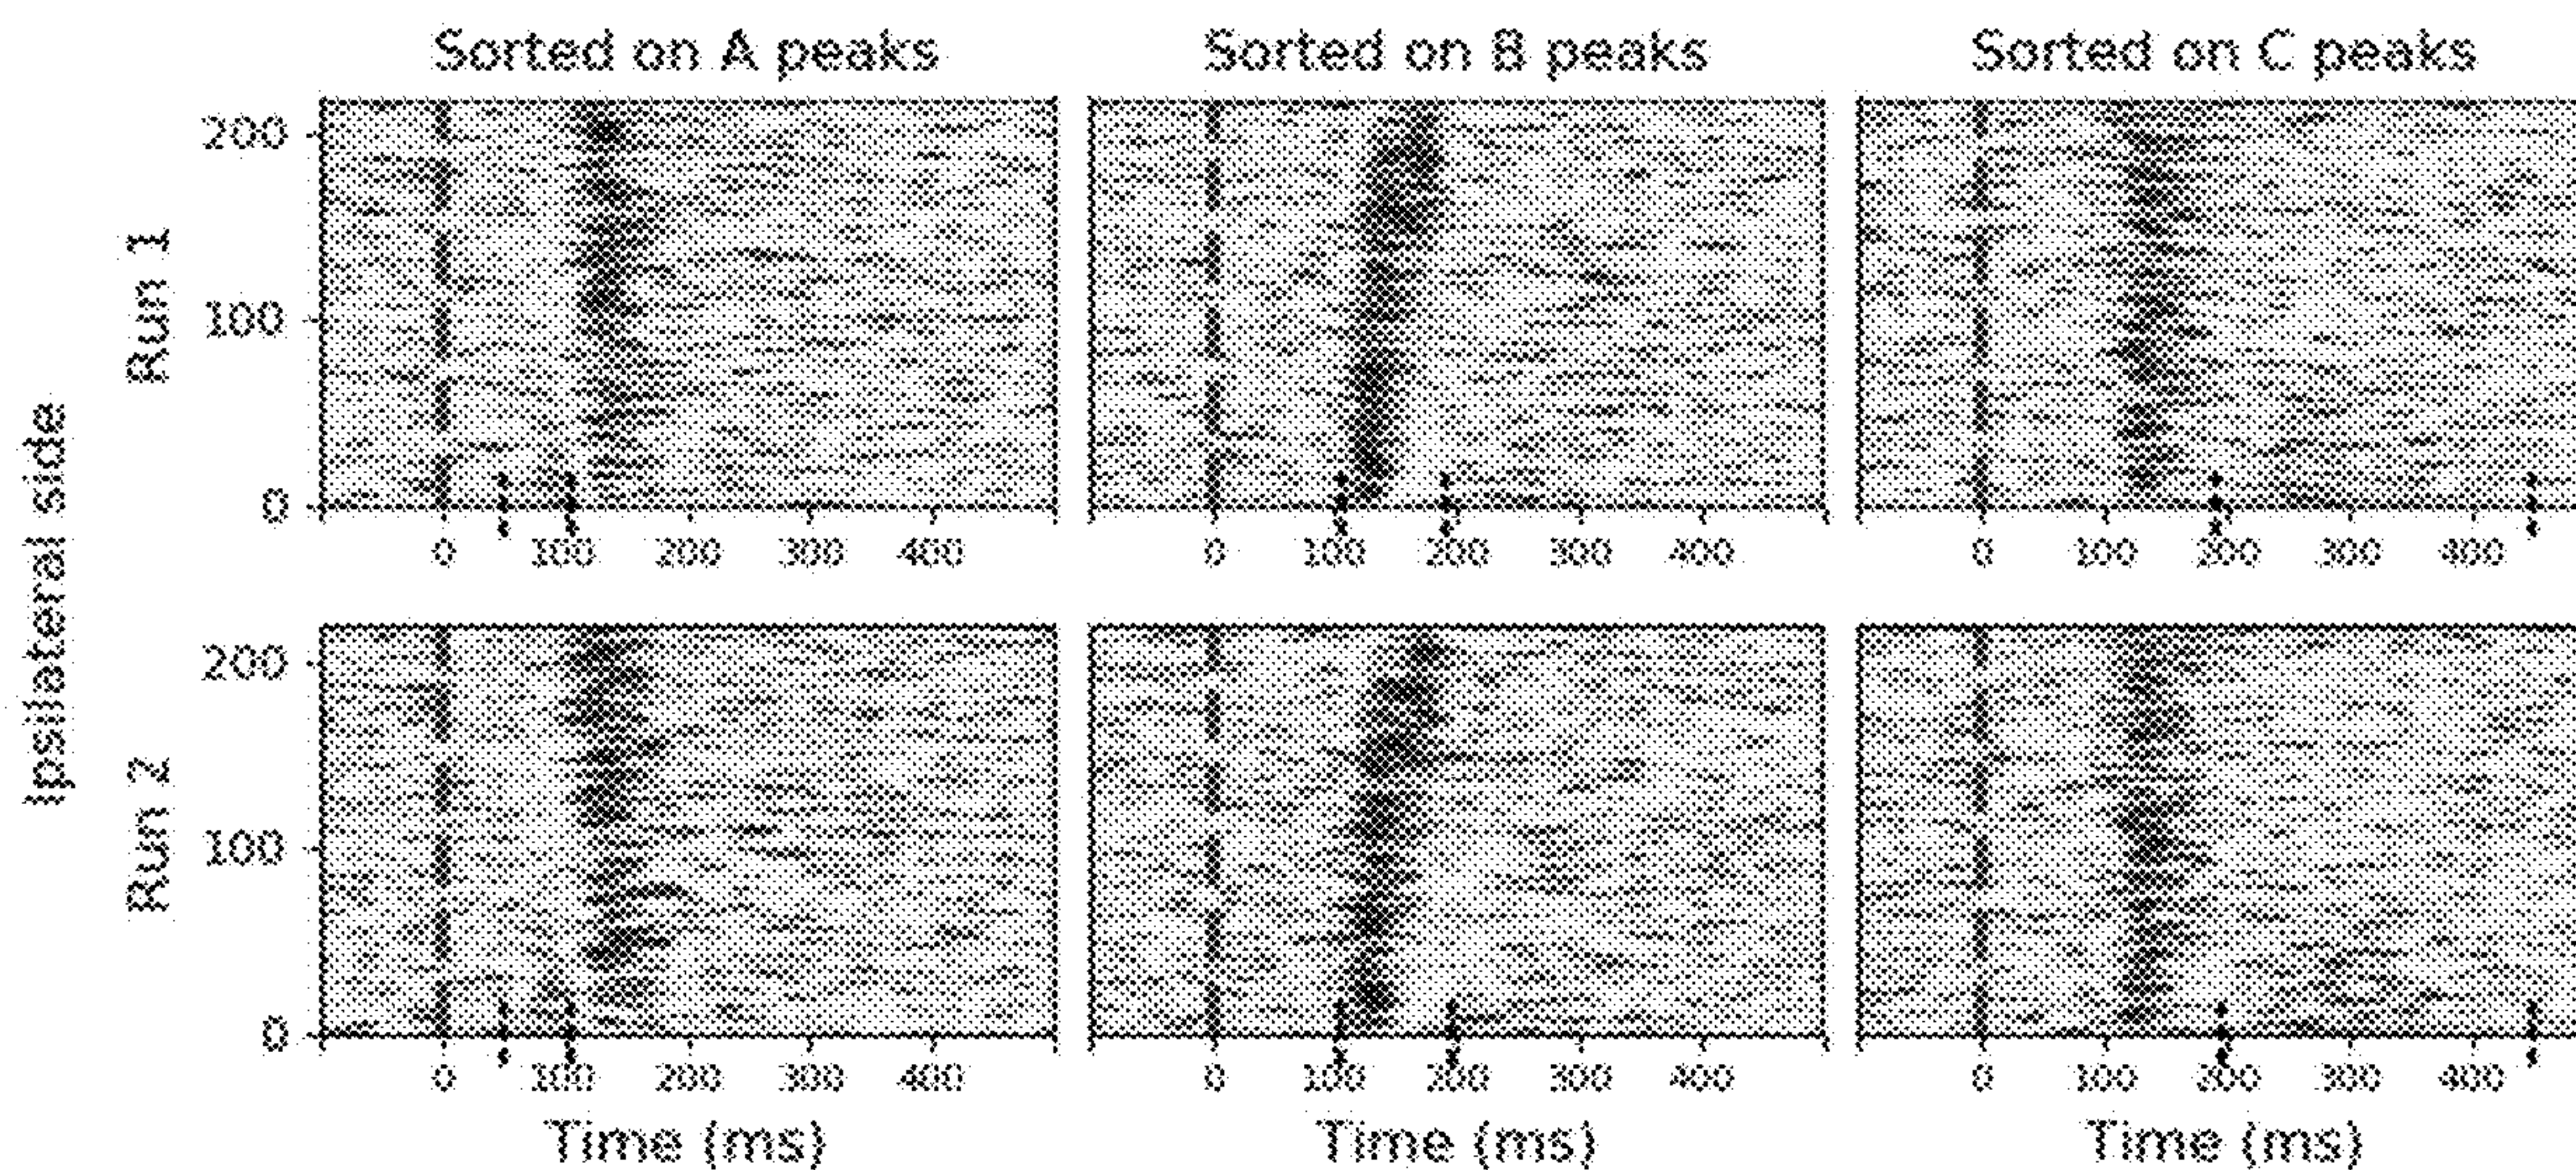 Sorted on A peaks
Sorted on B peaks
Sorted on C peaks
Ipsilateral side
Run 1
200
100
0
0 100 200 300 400
0 100 200 300 400
0 100 200 300 400
Run 2
200
100
0
0 100 200 300 400
0 100 200 300 400
0 100 200 300 400
Time (ms)
Time (ms)
Time (ms)